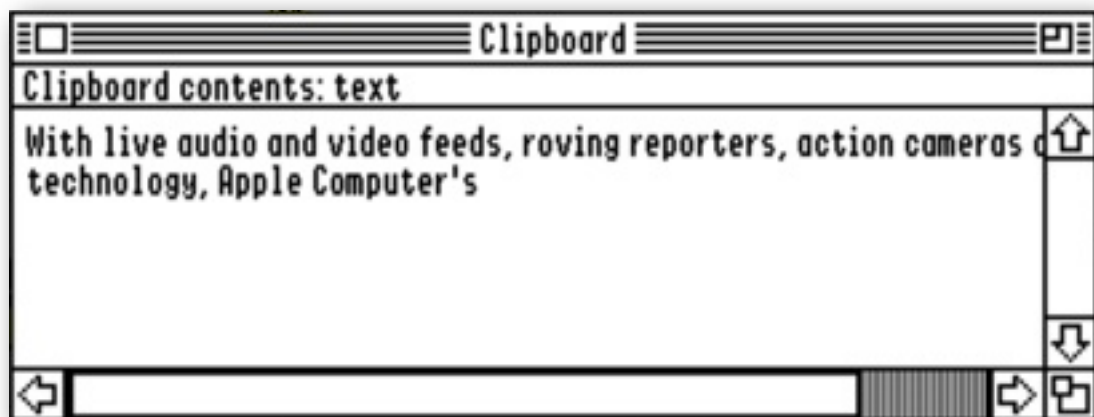 Clipboard
Clipboard contents: text
With live audio and video feeds, roving reporters, action cameras
technology, Apple Computer's